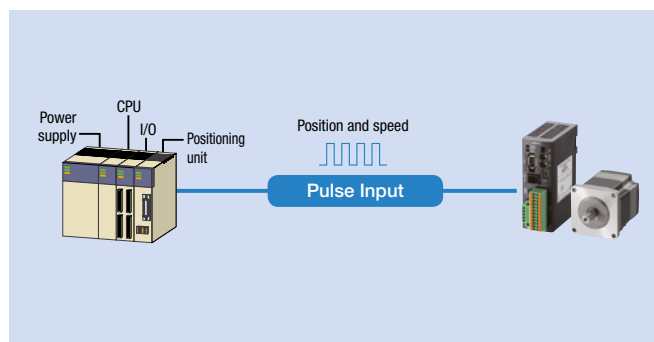 Power
supply
CPU
I/O
Positioning
unit
Position and speed
Pulse Input